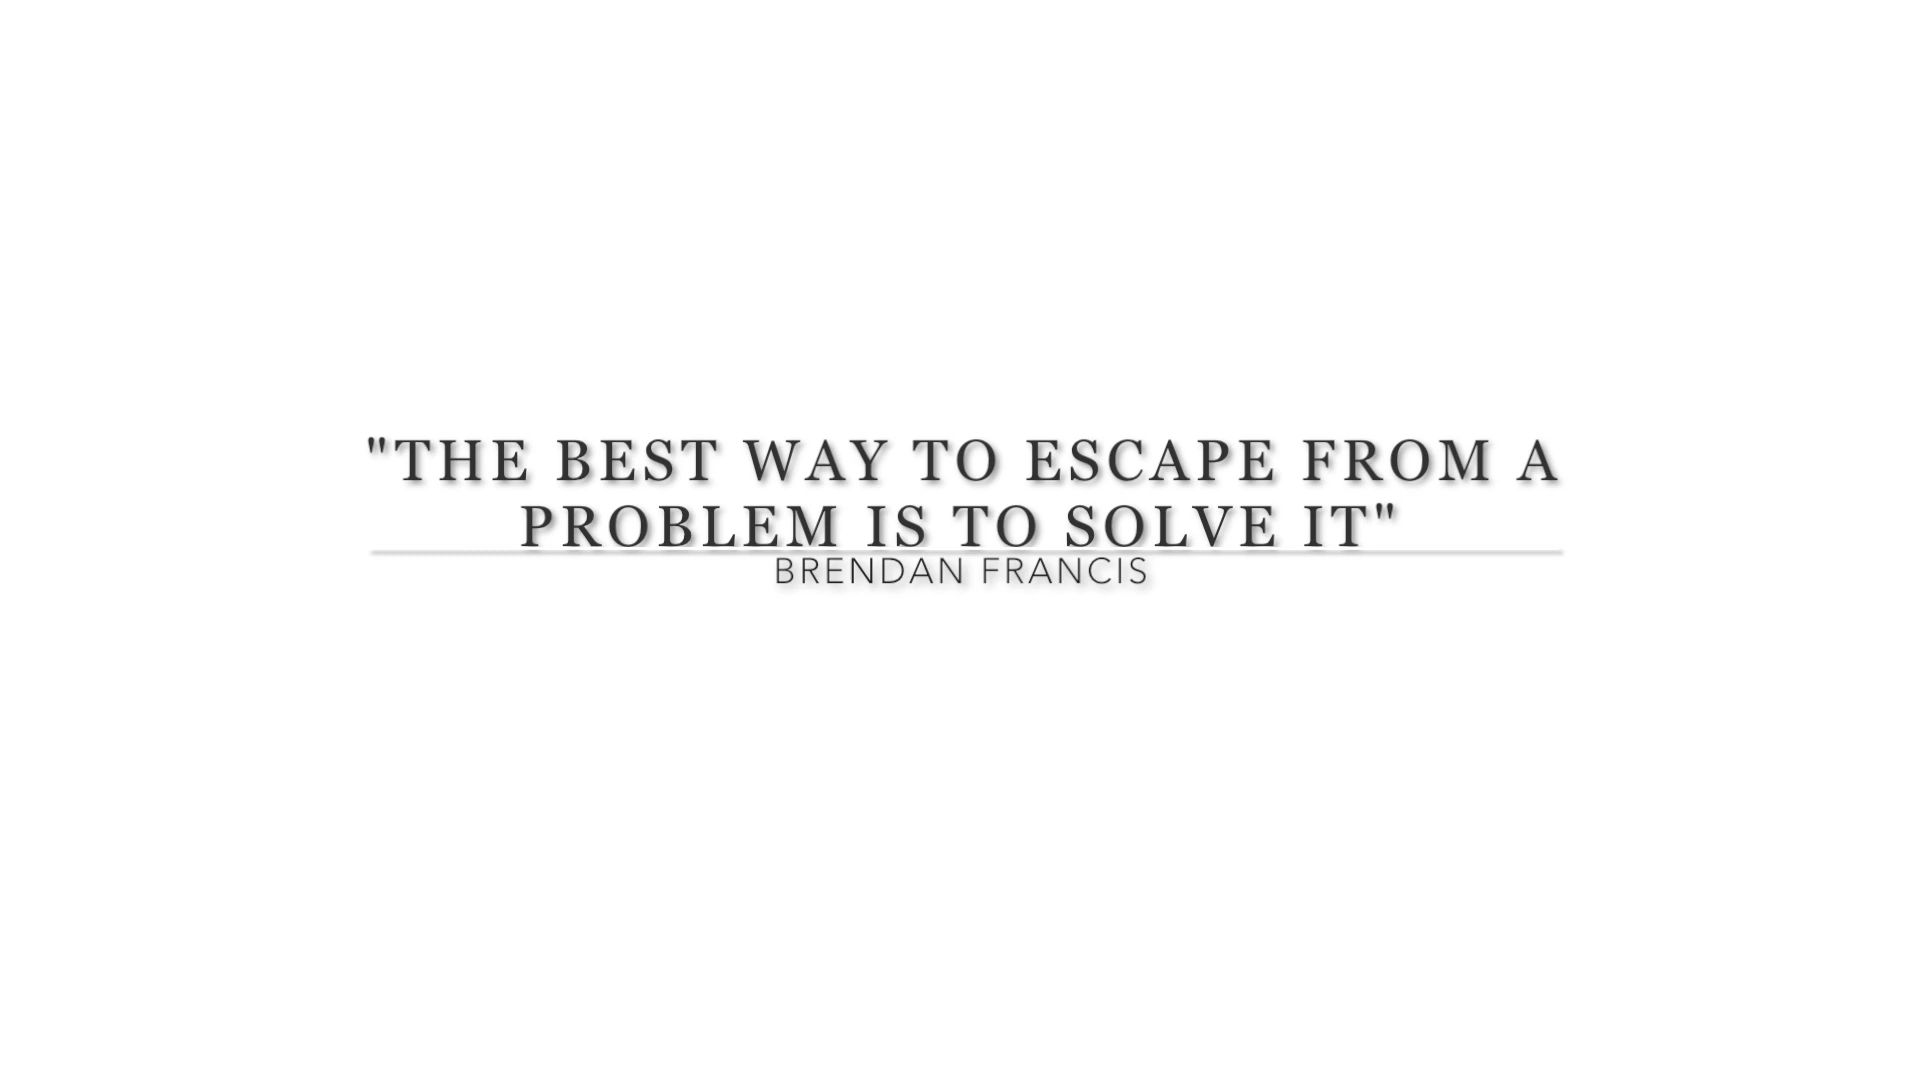 "THE BEST WAY TO ESCAPE FROM A
PROBLEM IS TO SOLVE IT"
BRENDAN FRANCIS